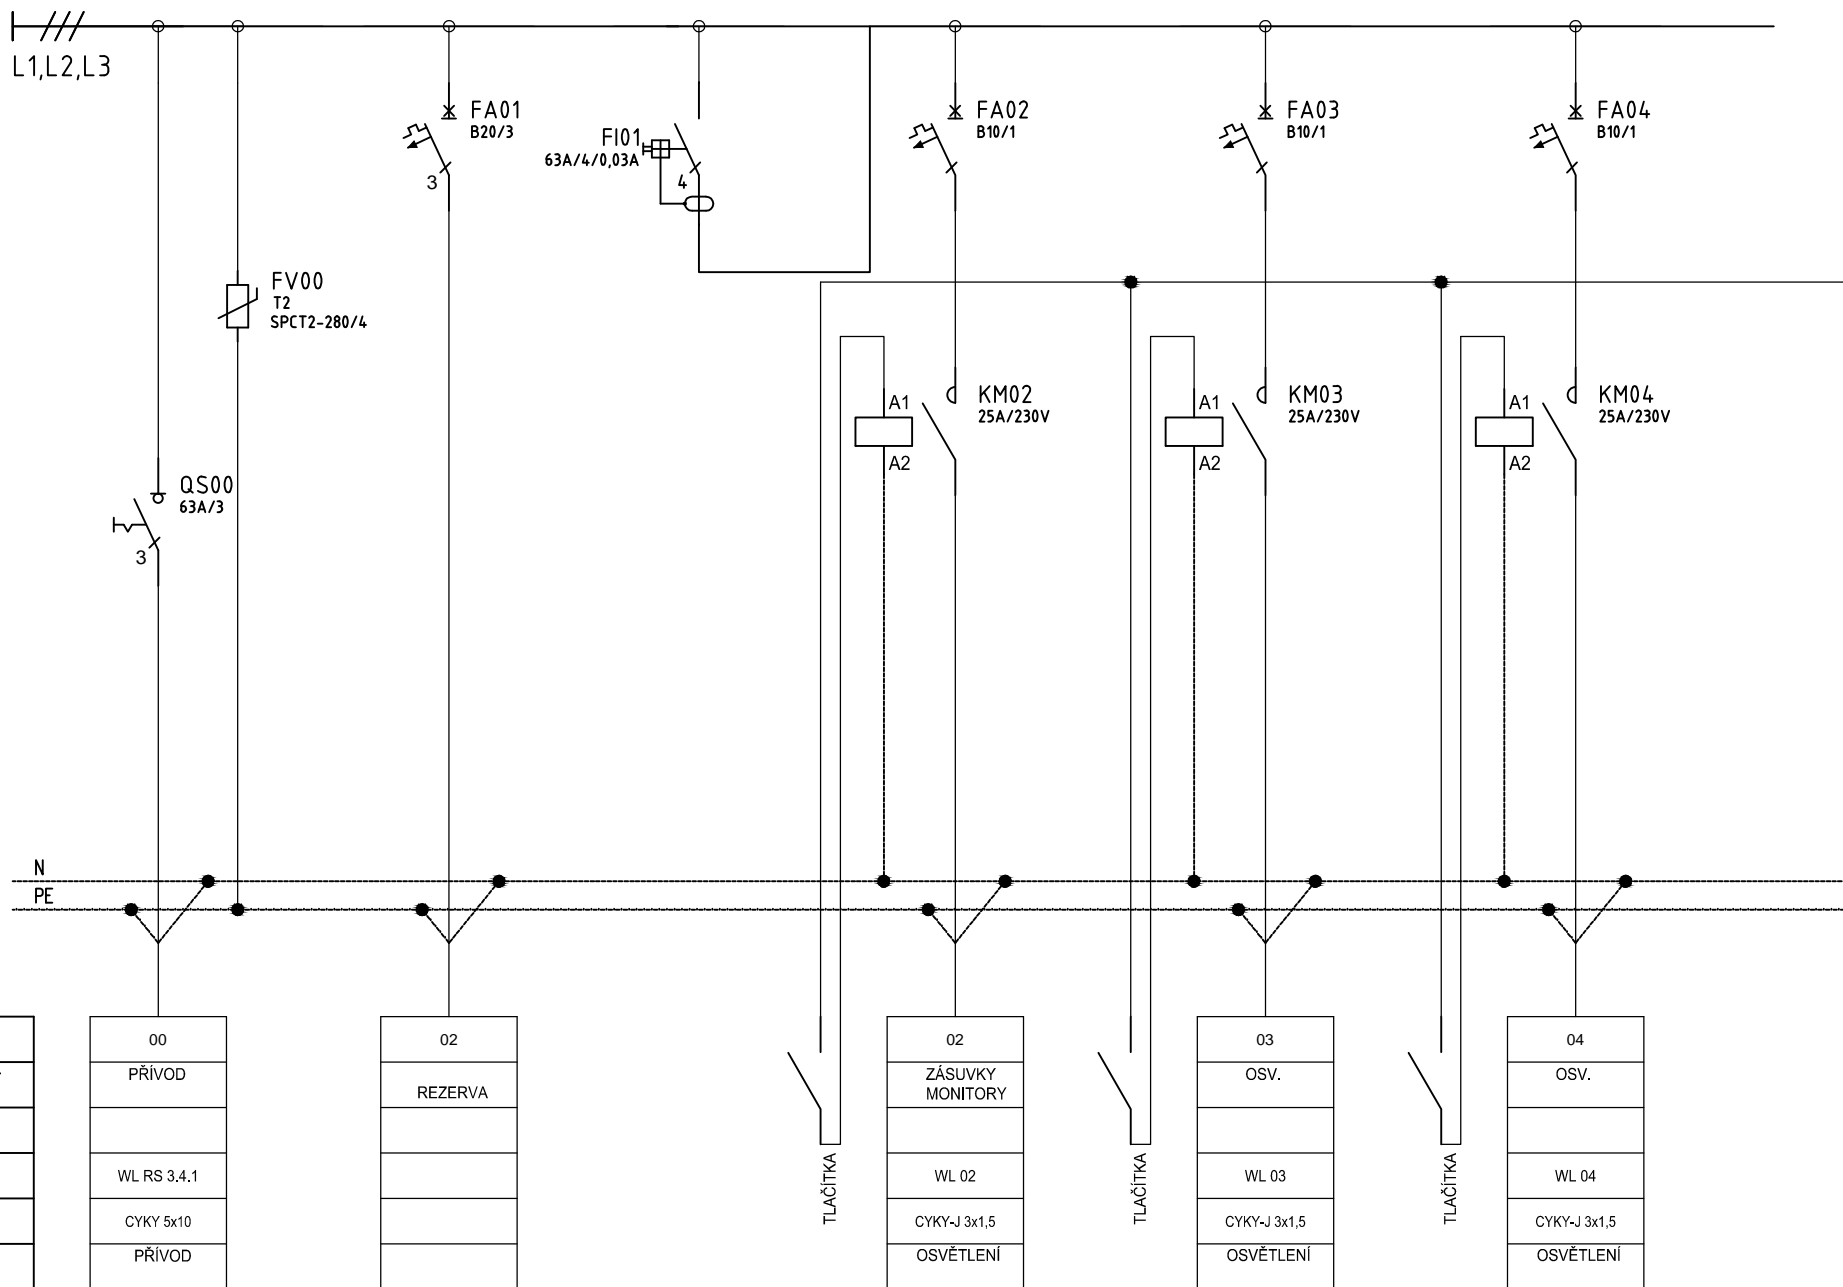 L1,L2,L3
FA01
B20/3
3
FI01
63A/4/0,03A
4
FA02
B10/1
FA03
B10/1
FA04
B10/1
FV00
T2
SPCT2-280/4
A1
A2
KM02
25A/230V
A1
A2
KM03
25A/230V
A1
A2
KM04
25A/230V
QS00
63A/3
3
N
PE
00
PŘÍVOD
WL RS 3.4.1
CYKY 5x10
PŘÍVOD
02
REZERVA
TLAČÍTKA
02
ZÁSUVKY
MONITORY
WL 02
CYKY-J 3x1,5
OSVĚTLENÍ
TLAČÍTKA
03
OSV.
WL 03
CYKY-J 3x1,5
OSVĚTLENÍ
TLAČÍTKA
04
OSV.
WL 04
CYKY-J 3x1,5
OSVĚTLENÍ